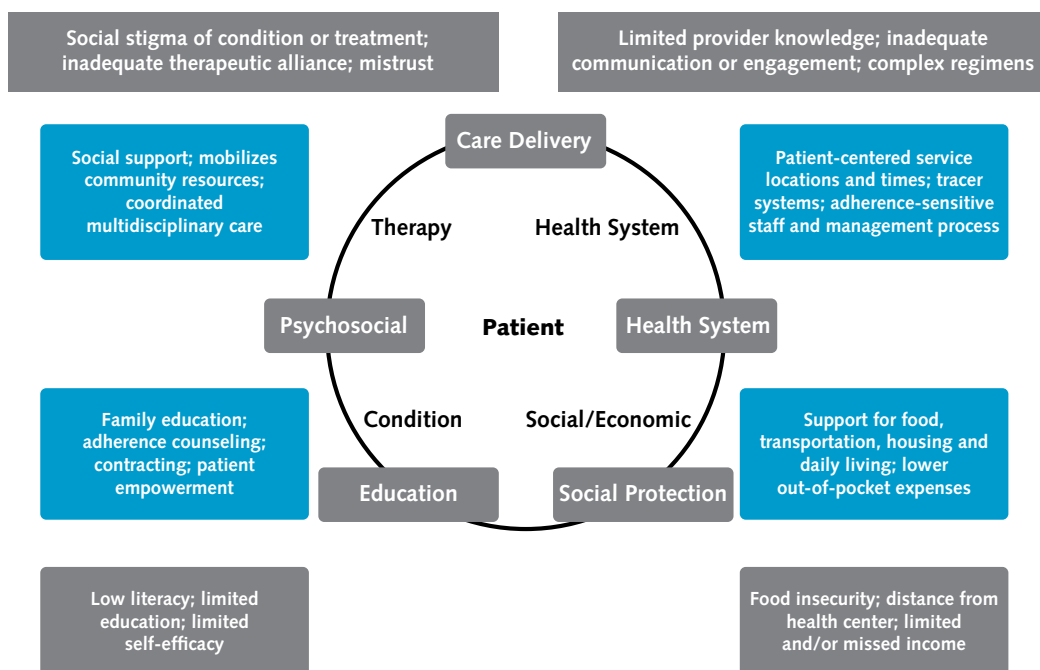 Social stigma of condition or treatment;
inadequate therapeutic alliance; mistrust
Limited provider knowledge; inadequate
communication or engagement; complex regimens
Care Delivery
Social support; mobilizes
community resources;
coordinated
multidisciplinary care
Patient-centered service
locations and times; tracer
systems; adherence-sensitive
staff and management process
Therapy
Health System
Psychosocial
Patient
Health System
Condition
Social/Economic
Family education;
adherence counseling;
contracting; patient
empowerment
Support for food,
transportation, housing and
daily living; lower
out-of-pocket expenses
Education
Social Protection
Low literacy; limited
education; limited
self-efficacy
Food insecurity; distance from
health center; limited
and/or missed income